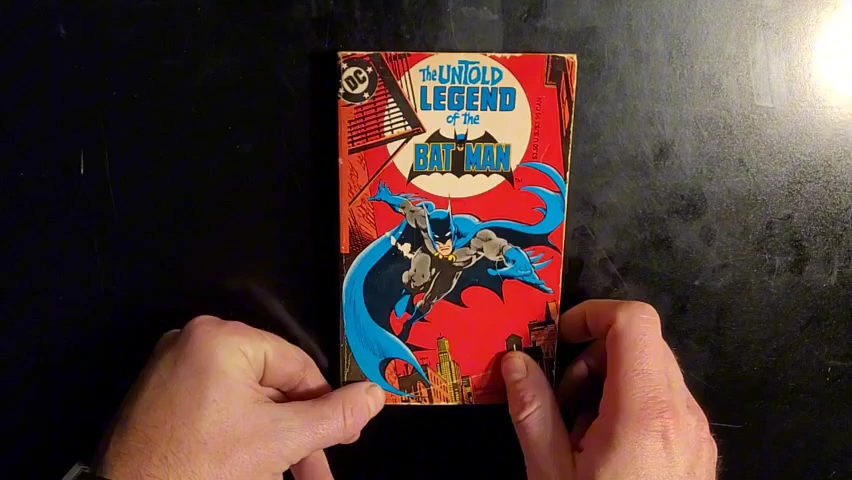 DC
The UNTOLD
LEGEND
of the
BATMAN